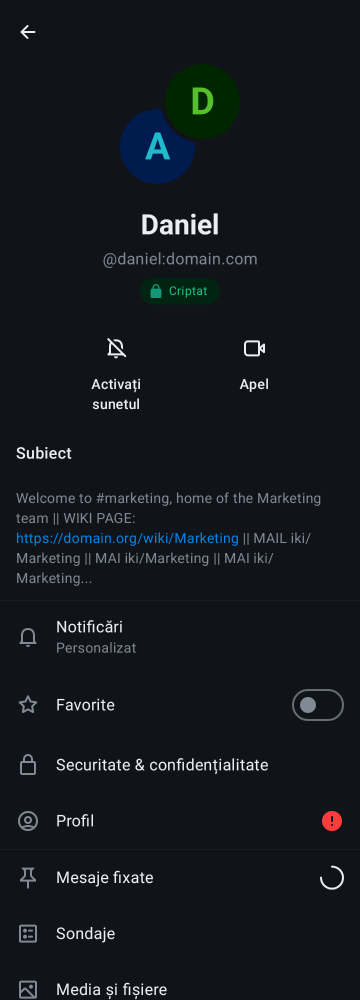 D
A
Daniel
@daniel:domain.com
Criptat
Activați
sunetul
Apel
Subiect
Welcome to #marketing, home of the Marketing
team || WIKI PAGE:
https://domain.org/wiki/Marketing || MAIL iki/
Marketing || MAI iki/Marketing || MAI iki/
Marketing...
Notificări
Personalizat
Favorite
Securitate & confidențialitate
Profil
Mesaje fixate
Sondaje
Media și fișiere